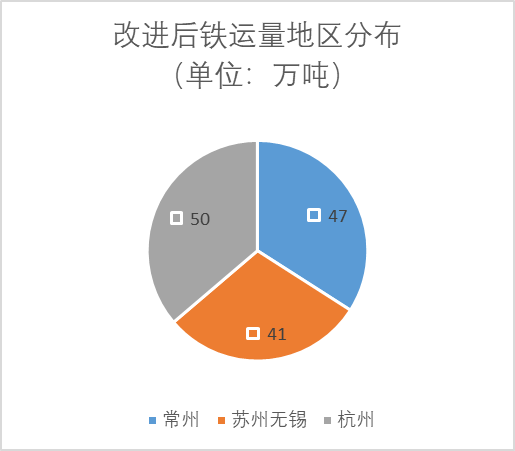 改进后铁运量地区分布
（单位：万吨）
47
50
41
常州 苏州无锡 杭州